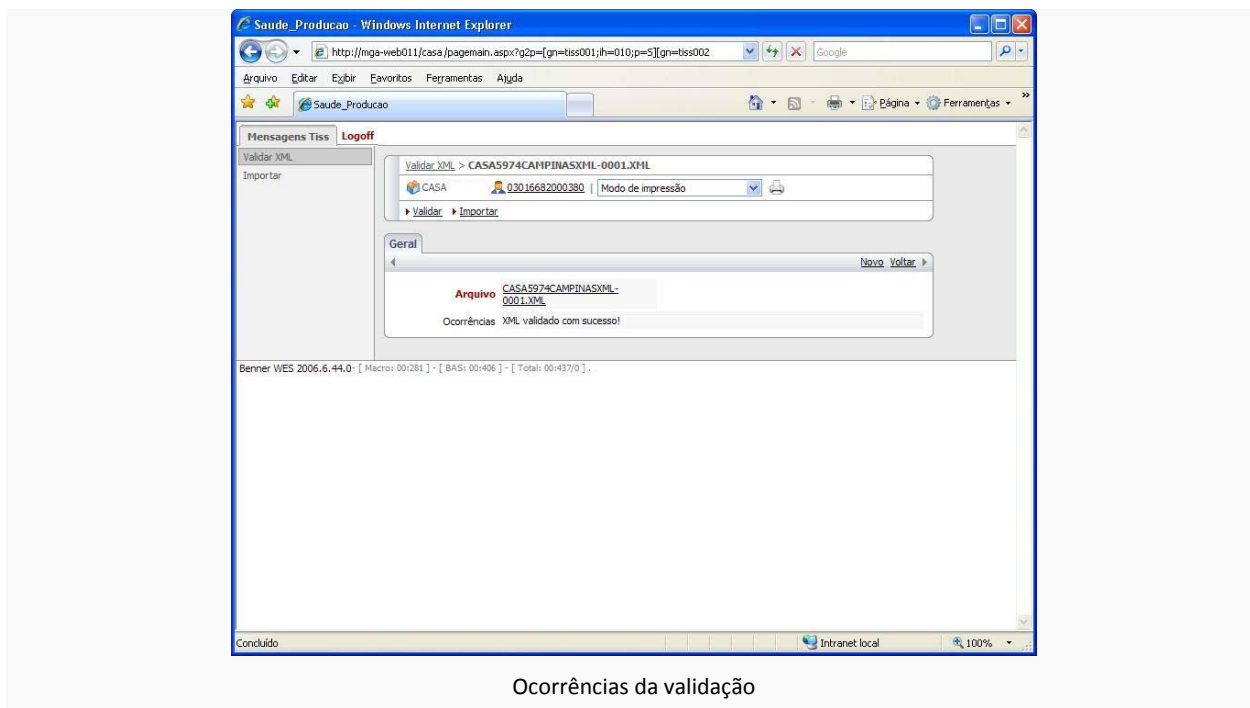 Saude_Producao - Windows Internet Explorer
http://mga-web011/casa/pagemain.aspx?g2p=[gn=tiss001;ih=010;p=5][gn=tiss002
Google
Arquivo Editar Exibir Favoritos Ferramentas Ajuda
Saude_Producao
Página
Ferramentas
Mensagens Tiss
Logoff
Validar XML
Importar
Validar XML > CASA5974CAMPINASXML-0001.XML
CASA 03016682000380 | Modo de impressão
Validar Importar
Geral
Novo Voltar
Arquivo CASA5974CAMPINASXML-
0001.XML
Ocorrências XML validado com sucesso!
Benner WES 2006.6.44.0- [ Macro: 00:281 ] - [ BAS: 00:406 ] - [ Total: 00:437/0 ] .
Concluído
Intranet local
100%
Ocorrências da validação